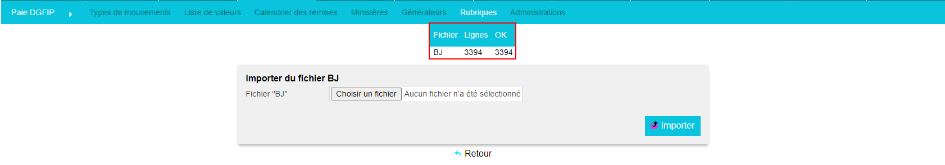 Paie DGFIP Types de mouvements Liste de valeurs Calendrier des remises Ministères Générateurs Rubriques Administrations
Fichier Lignes OK
BJ 3394 3394
Importer du fichier BJ
Fichier "BJ" Choisir un fichier Aucun fichier n'a été sélectionné
Importer
Retour